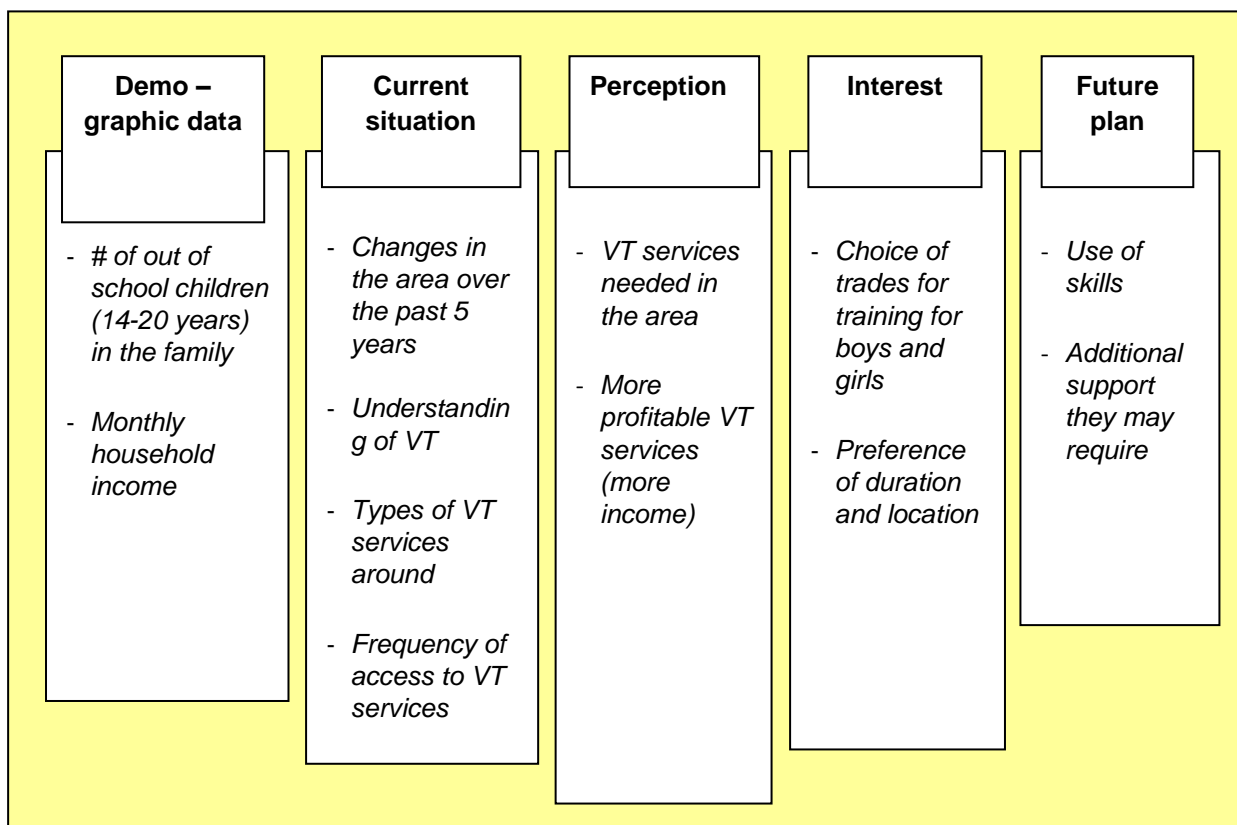 Demo –
graphic data
- # of out of
school children
(14-20 years)
in the family
- Monthly
household
income
Current
situation
- Changes in
the area over
the past 5
years
- Understandin
g of VT
- Types of VT
services
around
- Frequency of
access to VT
services
Perception
- VT services
needed in
the area
- More
profitable VT
services
(more
income)
Interest
- Choice of
trades for
training for
boys and
girls
- Preference
of duration
and location
Future
plan
- Use of
skills
- Additional
support
they may
require